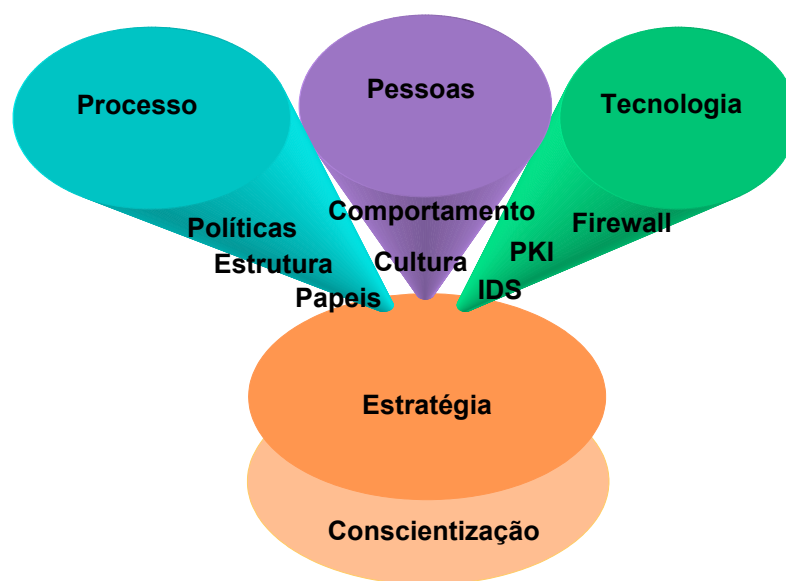 Processo
Pessoas
Tecnologia
Políticas
Estrutura
Papeis
Comportamento
Cultura
Firewall
PKI
IDS
Estratégia
Conscientização